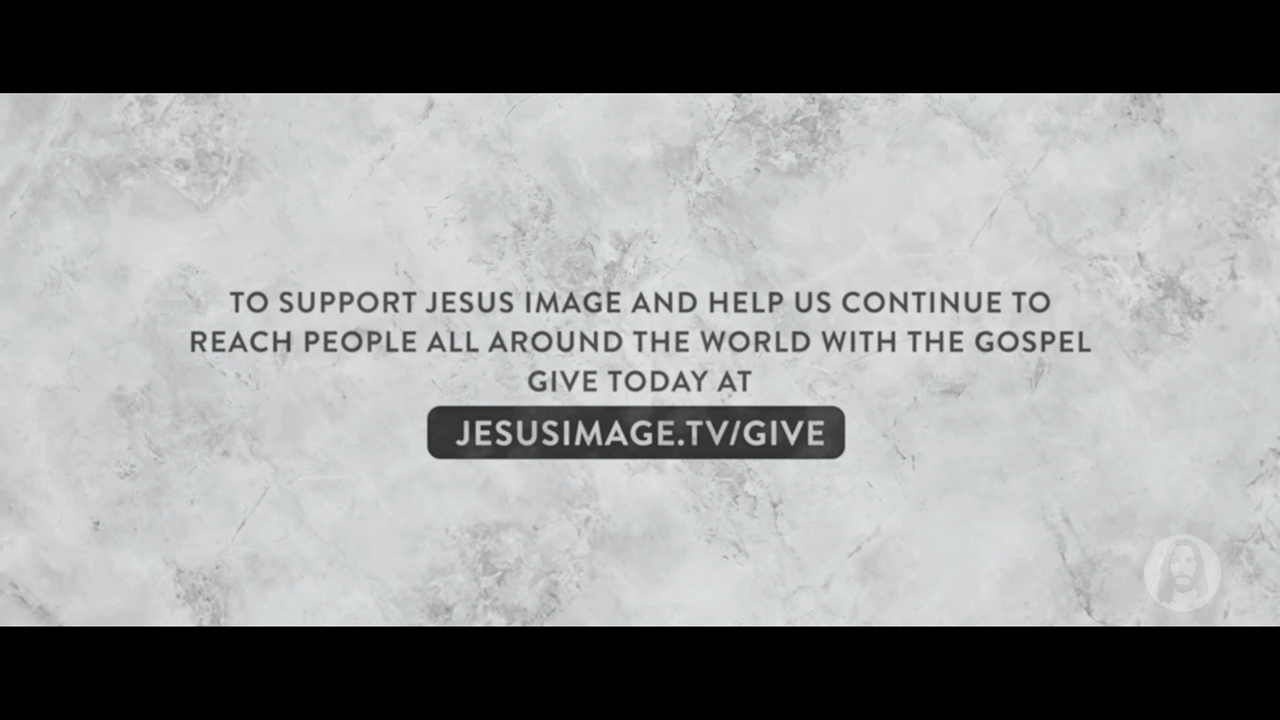 TO SUPPORT JESUS IMAGE AND HELP US CONTINUE TO
REACH PEOPLE ALL AROUND THE WORLD WITH THE GOSPEL
GIVE TODAY AT
JESUSIMAGE.TV/GIVE